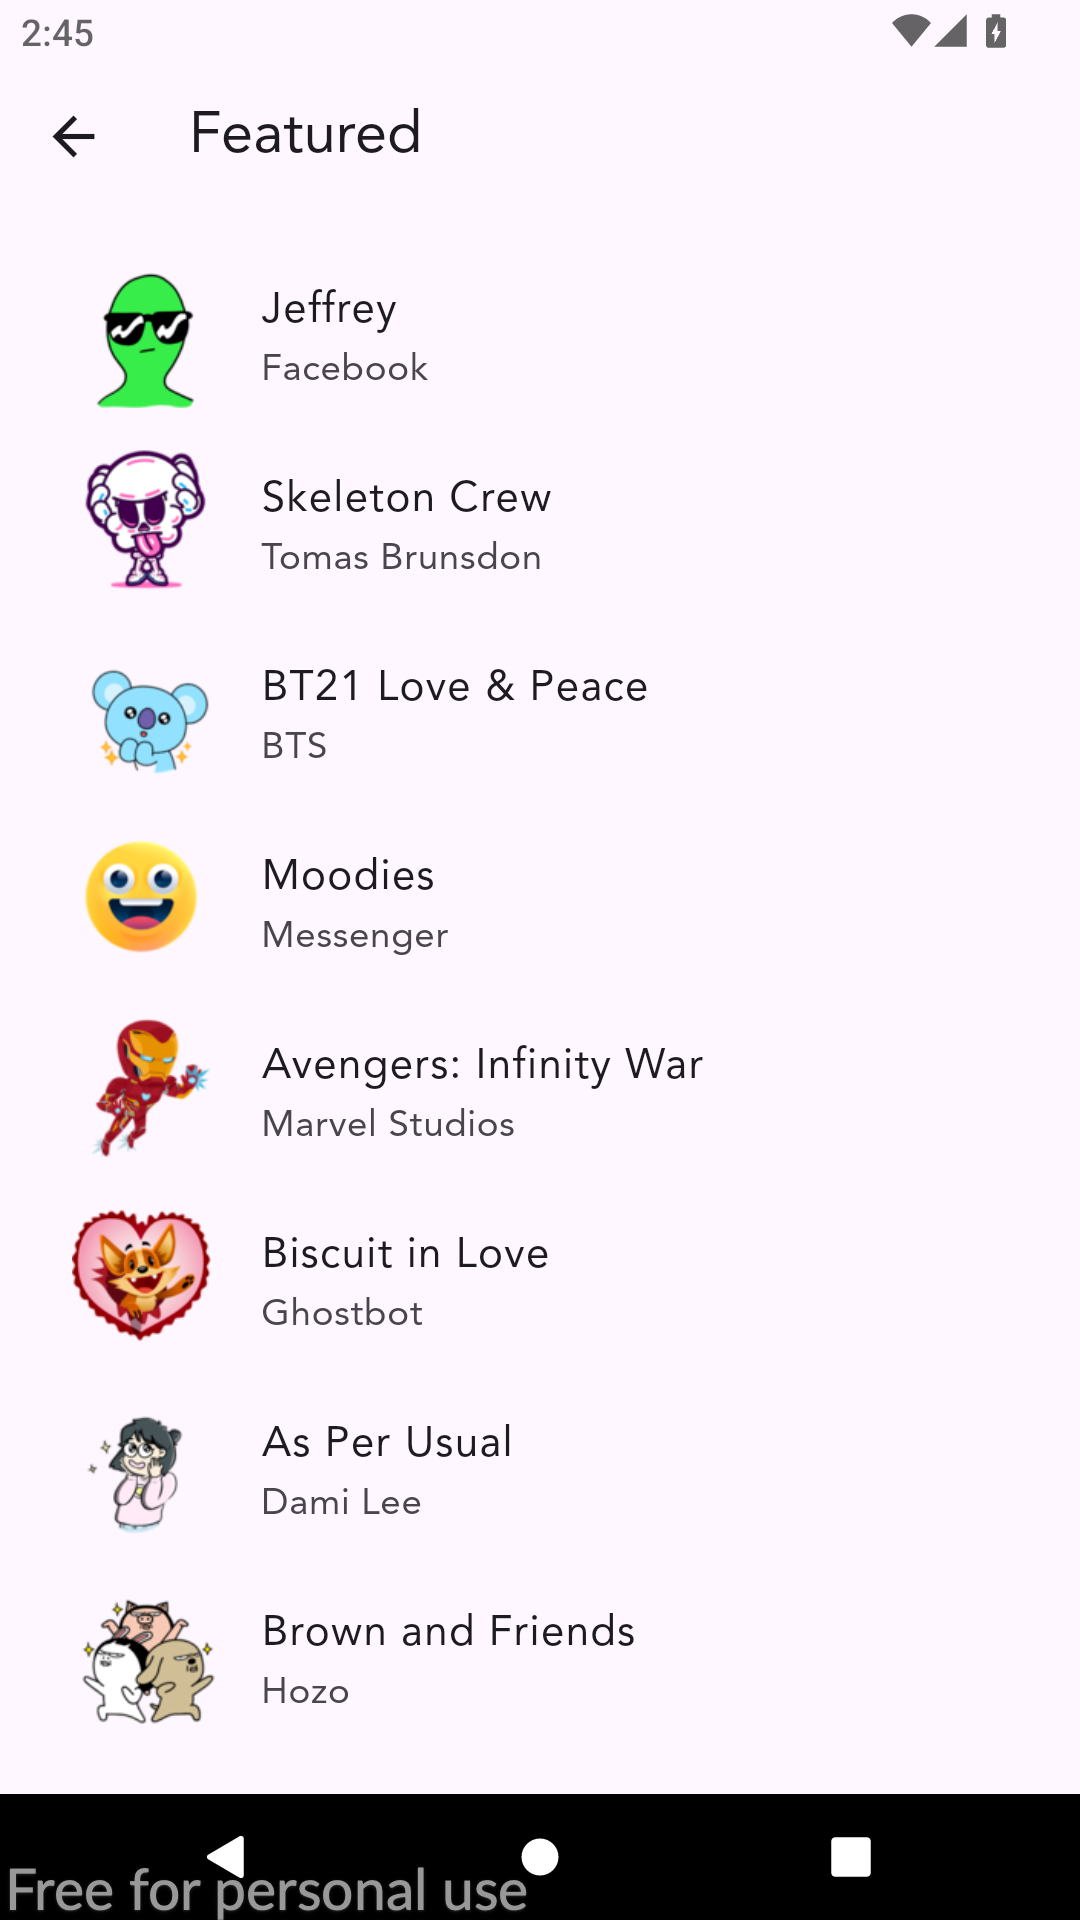 2:45
Featured
Jeffrey
Facebook
Skeleton Crew
Tomas Brunsdon
BT21 Love & Peace
BTS
Moodies
Messenger
Avengers: Infinity War
Marvel Studios
Biscuit in Love
Ghostbot
As Per Usual
Dami Lee
Brown and Friends
Hozo
Free for personal use